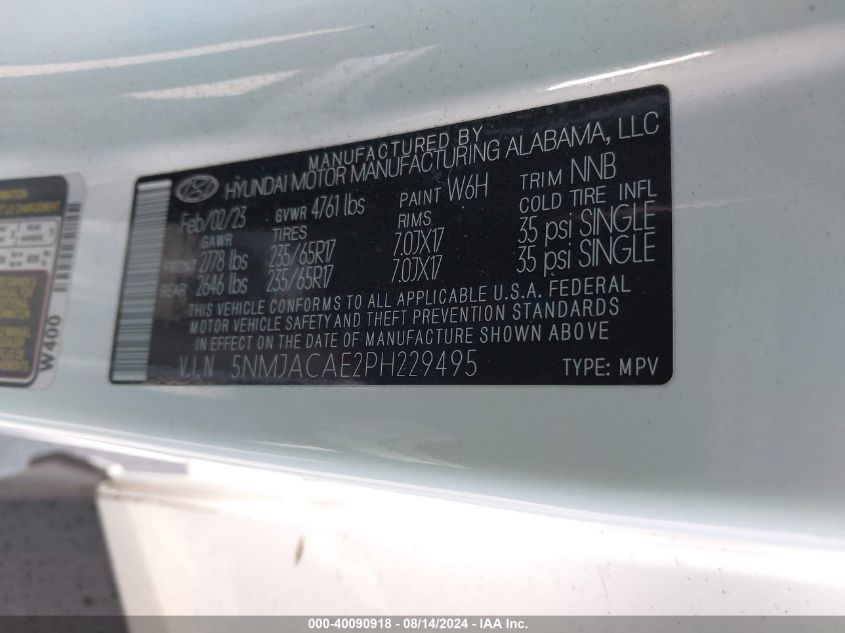 MANUFACTURED BY
HYUNDAI MOTOR MANUFACTURING ALABAMA, LLC
Feb/02/23 GVWR 4761 lbs PAINT W6H TRIM NNB
GAWR TIRES RIMS COLD TIRE INFL
FRONT 2778 lbs 235/65R17 7.0JX17 35 psi SINGLE
REAR 2646 lbs 235/65R17 7.0JX17 35 psi SINGLE
THIS VEHICLE CONFORMS TO ALL APPLICABLE U.S.A. FEDERAL
MOTOR VEHICLE SAFETY AND THEFT PREVENTION STANDARDS
IN EFFECT ON THE DATE OF MANUFACTURE SHOWN ABOVE
V.I.N 5NMJACAE2PH229495 TYPE: MPV
W400
000-40090918 - 08/14/2024 - IAA Inc.